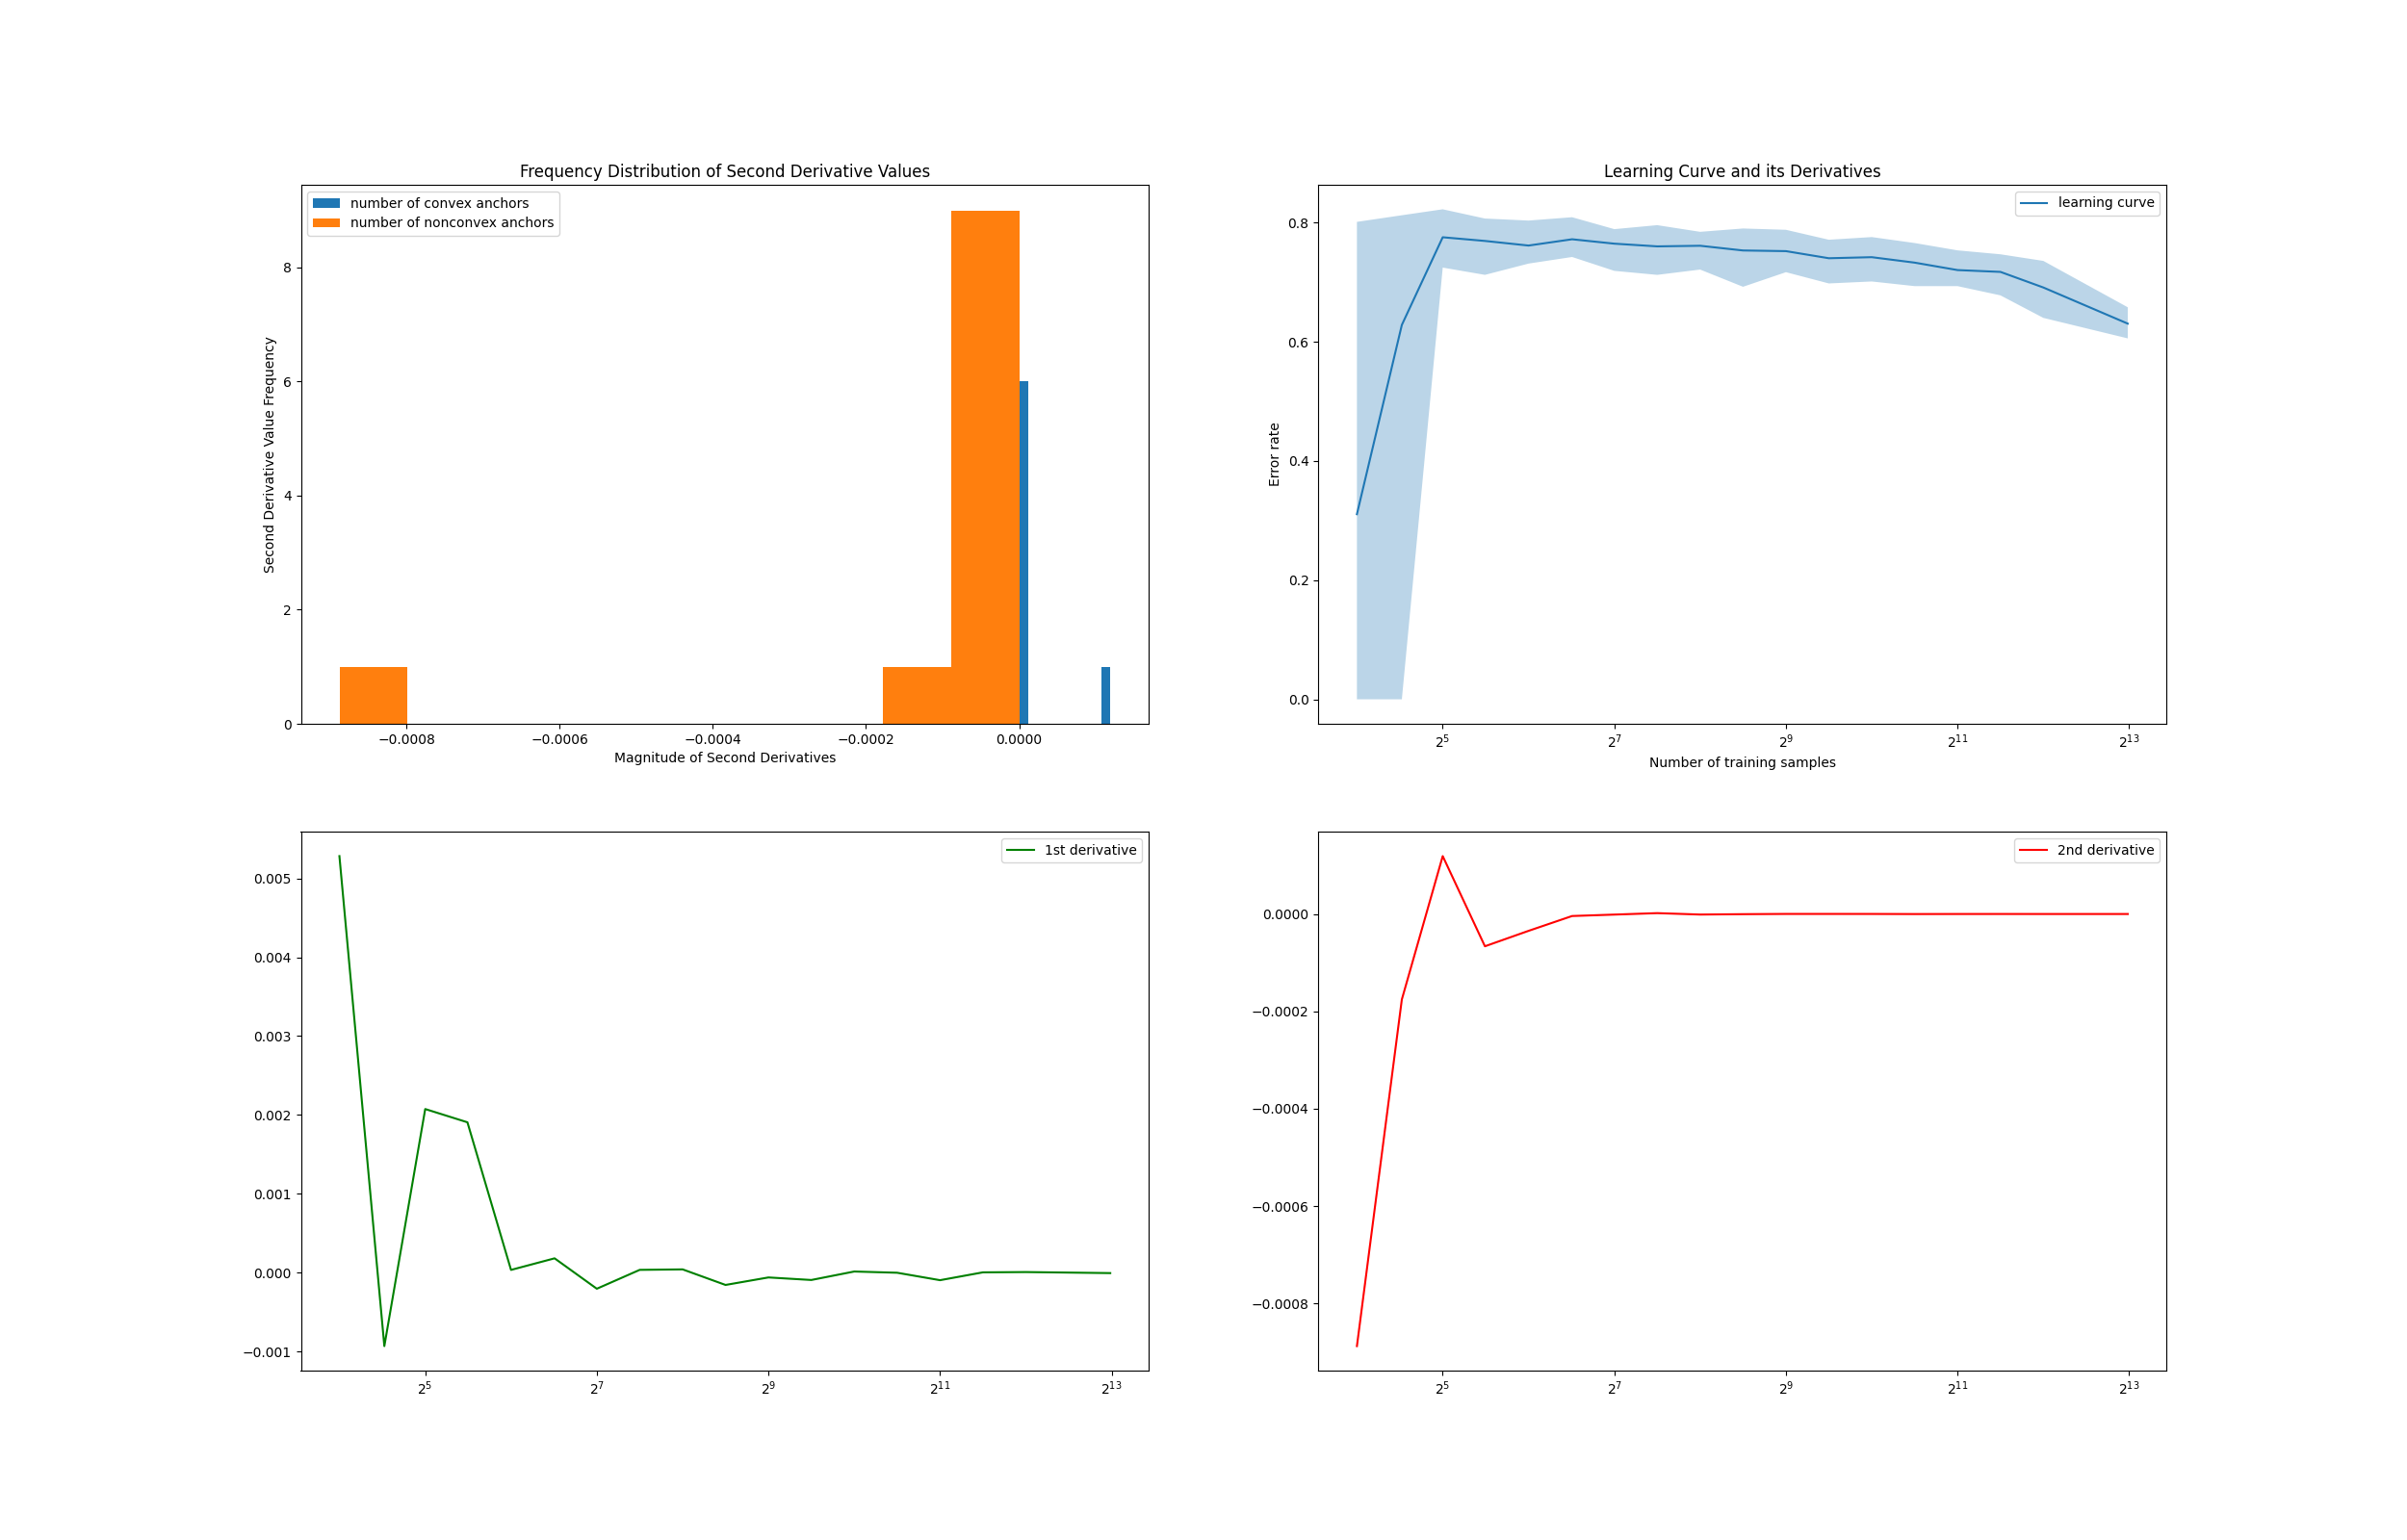 Frequency Distribution of Second Derivative Values
number of convex anchors
number of nonconvex anchors
Second Derivative Value Frequency
8
6
4
2
0
−0.0008 −0.0006 −0.0004 −0.0002 0.0000
Magnitude of Second Derivatives
Learning Curve and its Derivatives
learning curve
Error rate
0.8
0.6
0.4
0.2
0.0
2^5 2^7 2^9 2^11 2^13
Number of training samples
1st derivative
0.005
0.004
0.003
0.002
0.001
0.000
−0.001
2^5 2^7 2^9 2^11 2^13
2nd derivative
0.0000
−0.0002
−0.0004
−0.0006
−0.0008
2^5 2^7 2^9 2^11 2^13